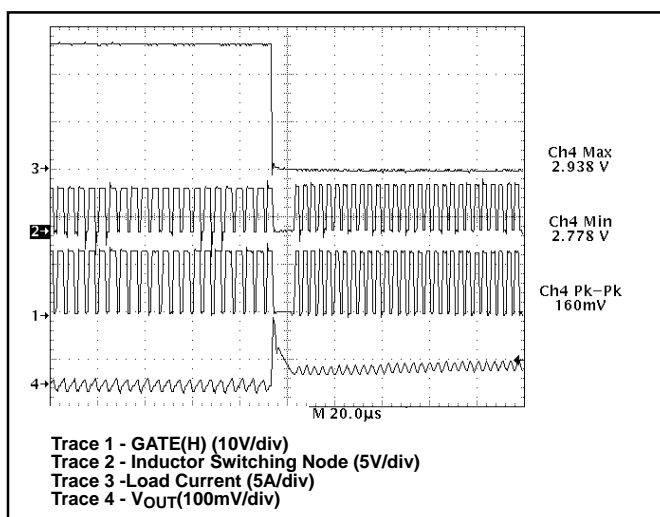 3
Ch4 Max
2.938 V
2
Ch4 Min
2.778 V
Ch4 Pk-Pk
160mV
1
4
M 20.0µs
Trace 1 - GATE(H) (10V/div)
Trace 2 - Inductor Switching Node (5V/div)
Trace 3 -Load Current (5A/div)
Trace 4 - VOUT(100mV/div)